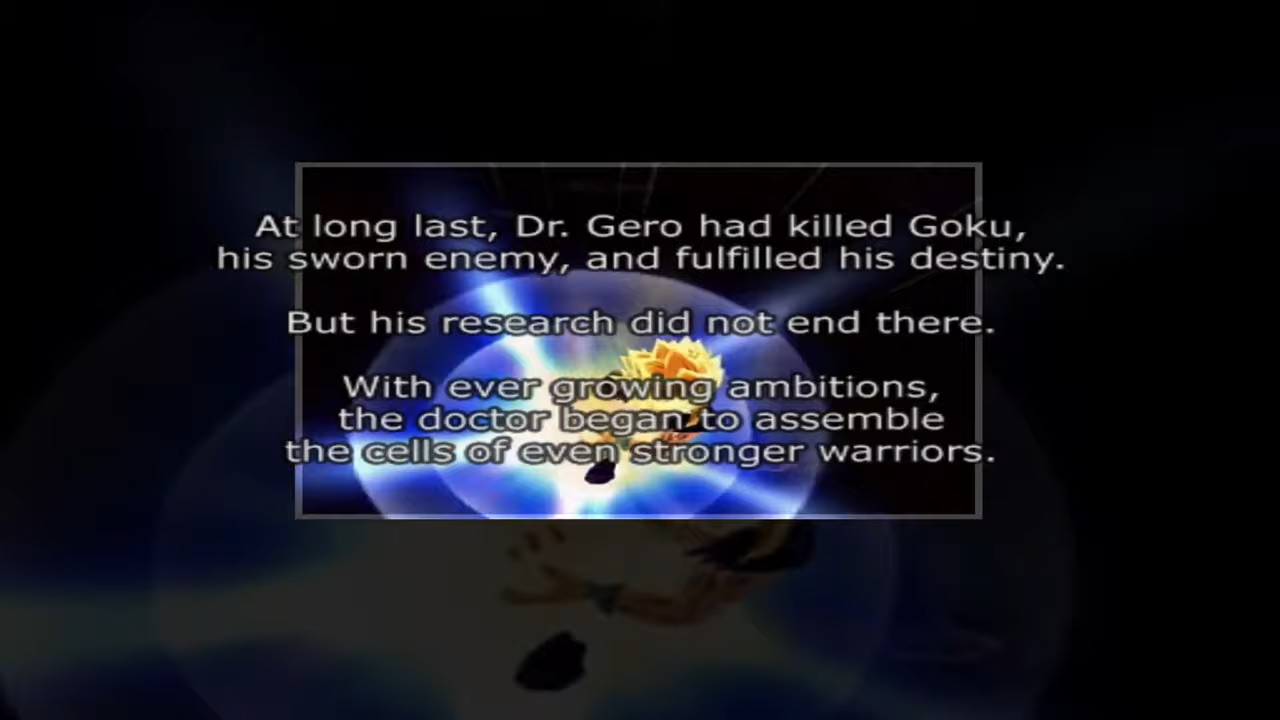 At long last, Dr. Gero had killed Goku,
his sworn enemy, and fulfilled his destiny.
But his research did not end there.
With ever growing ambitions,
the doctor began to assemble
the cells of even stronger warriors.